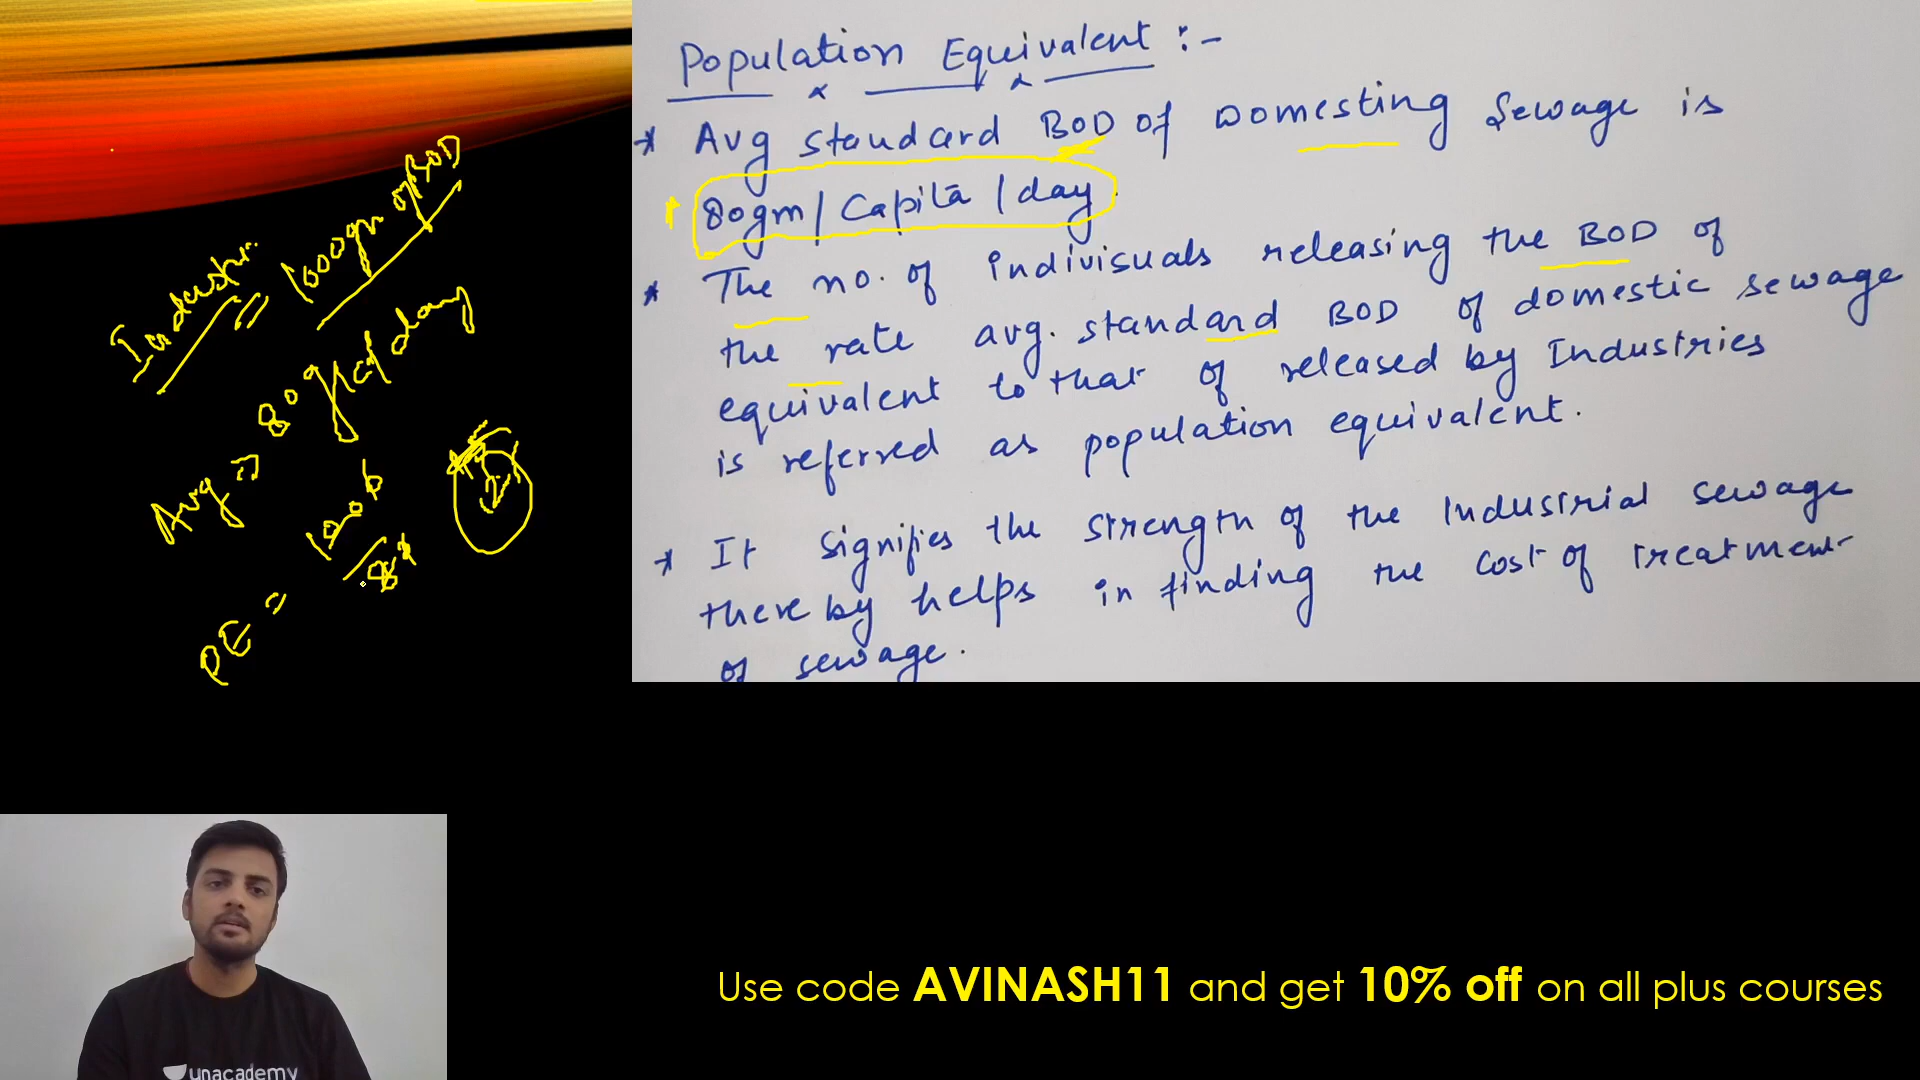 Population Equivalent :-
* Avg standard BOD of Domesting Sewage is
80gm / Capita / day
* The no. of indivisuals releasing the BOD of
the rate avg. standard BOD of domestic sewage
equivalent to that of released by Industries
is referred as population equivalent.
* It signifies the strength of the Industrial sewage
there by helps in finding the cost of treatment
of sewage.
1000gm of BOD
Avg => 80g/cap/day
PE =
unacademy
Use code AVINASH11 and get 10% off on all plus courses